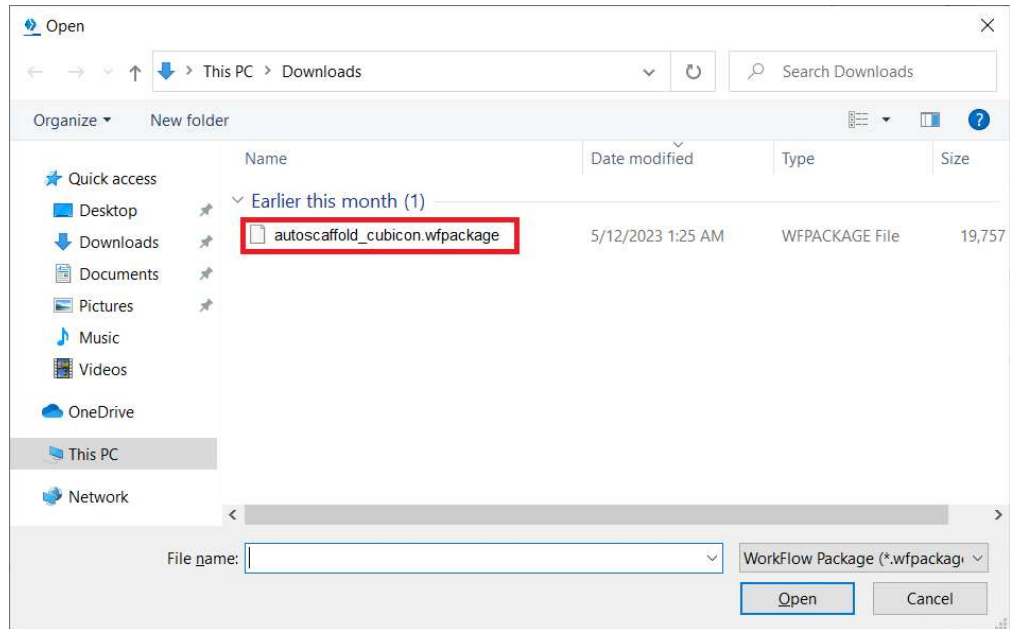 Open
This PC > Downloads
Search Downloads
Organize
New folder
Name
Date modified
Type
Size
Quick access
Desktop
Downloads
Documents
Pictures
Music
Videos
OneDrive
This PC
Network
Earlier this month (1)
autoscaffold_cubicon.wfpackage
5/12/2023 1:25 AM
WFPACKAGE File
19,757
File name:
WorkFlow Package (*.wfpackag
Open
Cancel